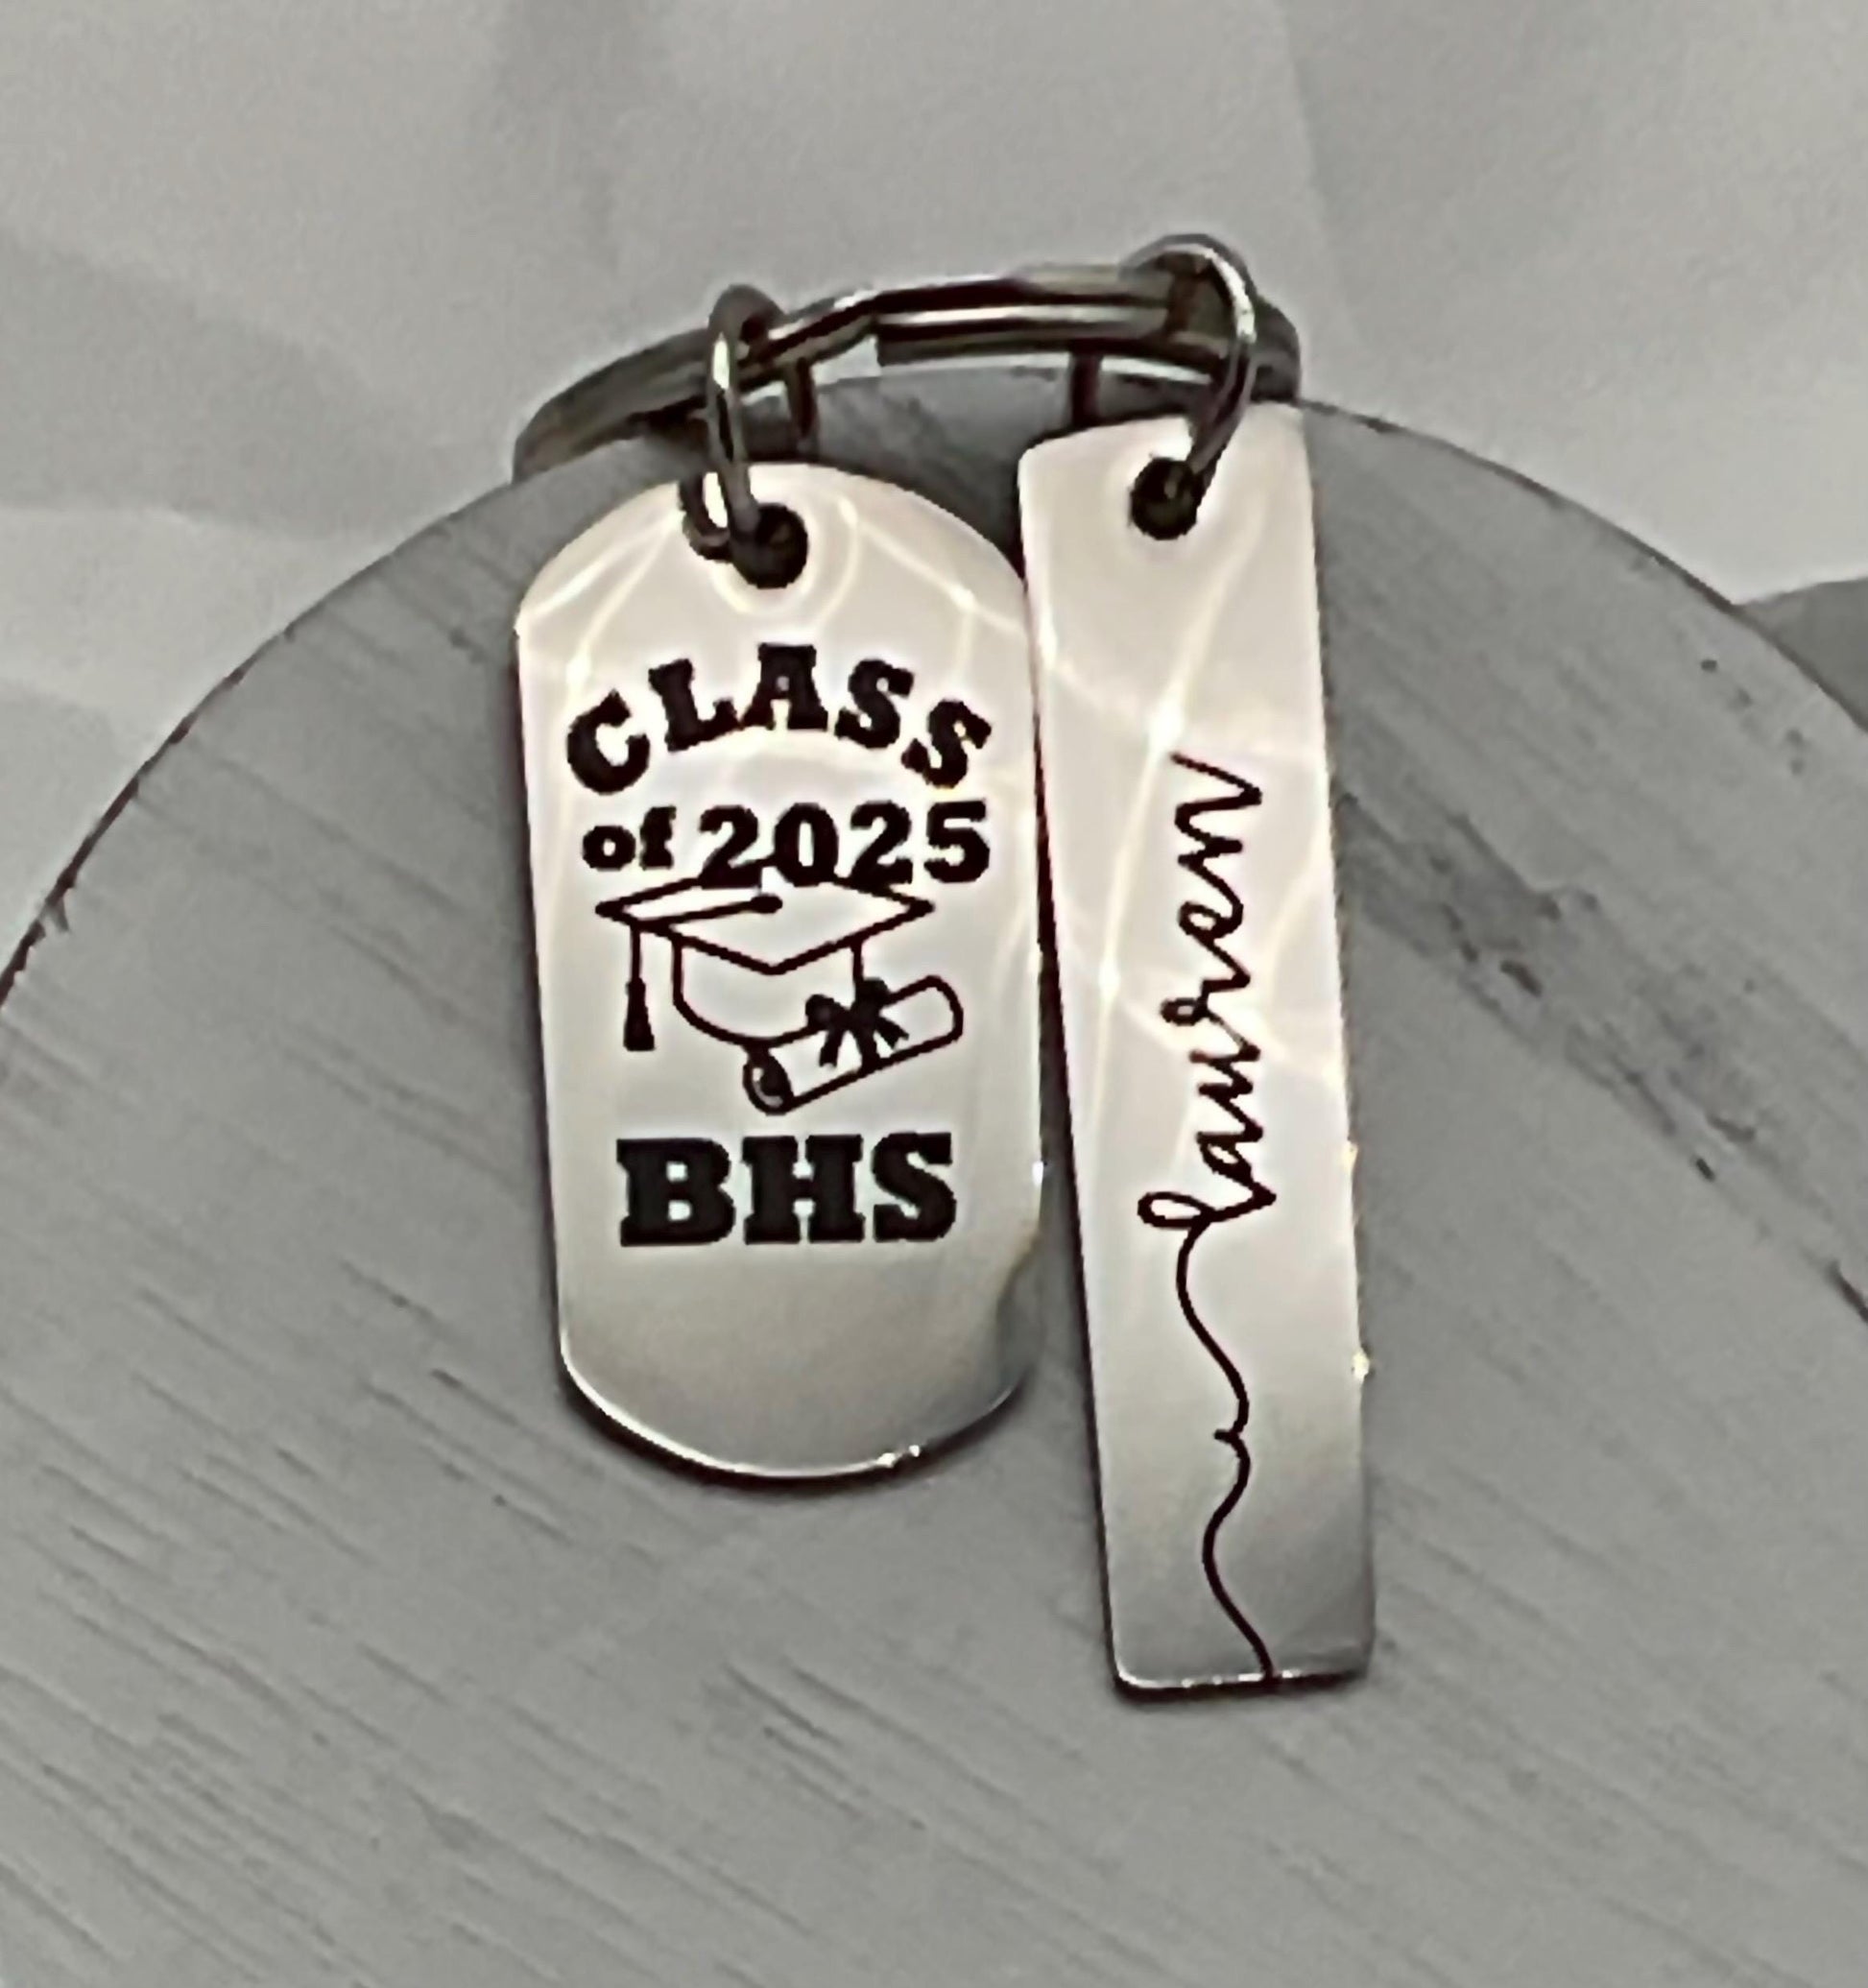 CLASS
of 2025
BHS
lauren